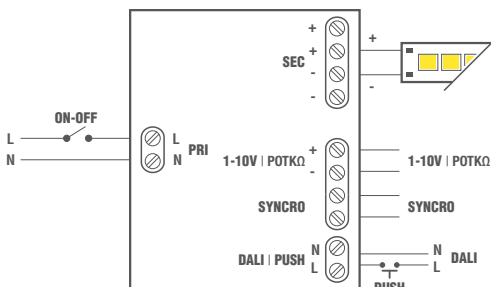 +
+
SEC
-
-
+
-
ON-OFF
L
N
L
N
PRI
+
1-10V | POTKΩ
-
1-10V | POTKΩ
SYNCRO
SYNCRO
DALI | PUSH
N
L
N
L
DALI
PUSH